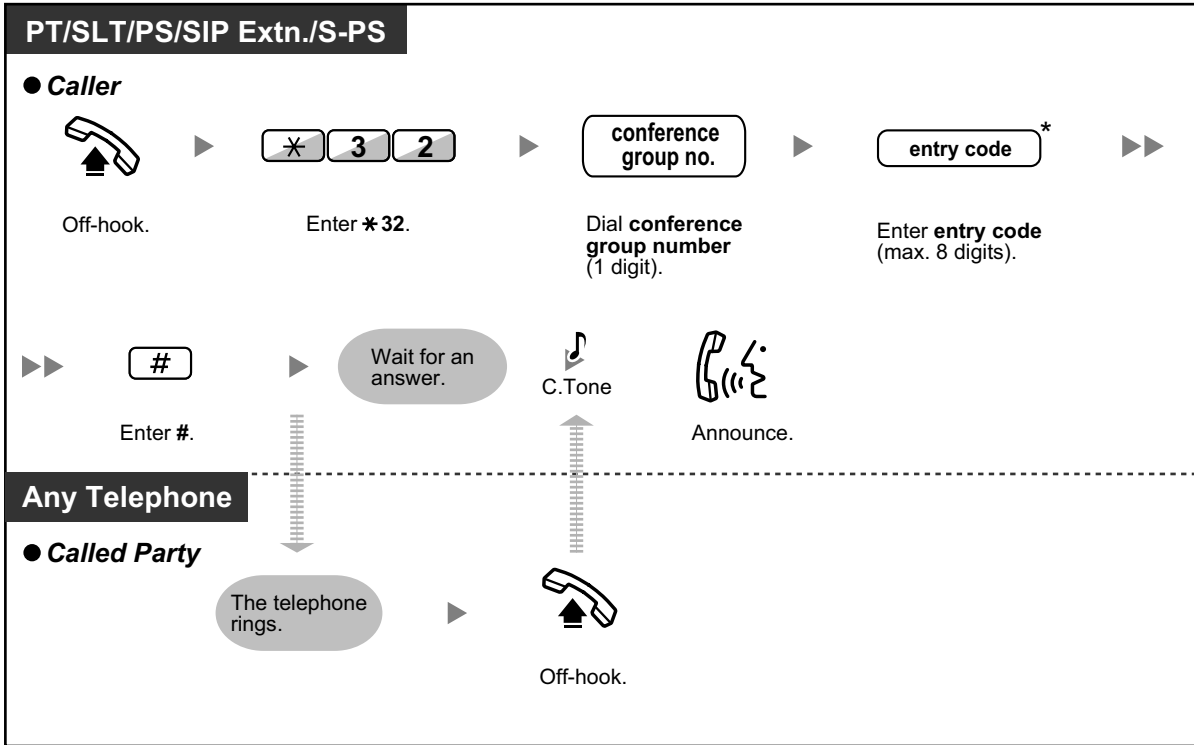 PT/SLT/PS/SIP Extn./S-PS
● Caller
✳ 3 2
conference
group no.
entry code *
Off-hook.
Enter ✳ 32.
Dial conference
group number
(1 digit).
Enter entry code
(max. 8 digits).
#
Wait for an
answer.
C.Tone
Enter #.
Announce.
Any Telephone
● Called Party
The telephone
rings.
Off-hook.